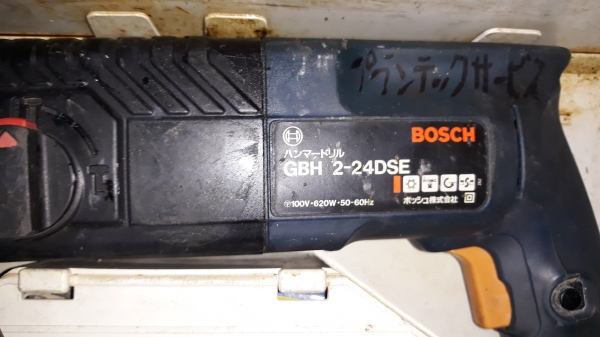 プランテックサービス
BOSCH
ハンマードリル
GBH 2-24DSE
100V・620W・50-60Hz
ボッシュ株式会社